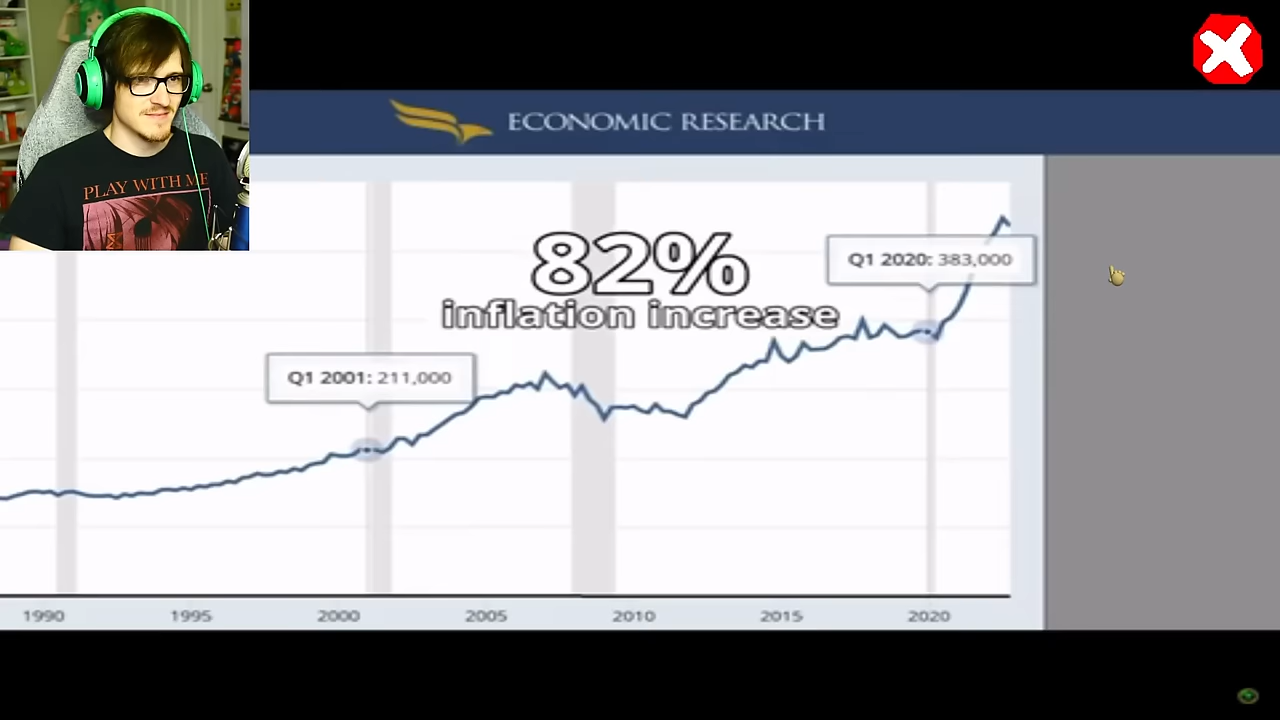 PLAY WITH ME
ECONOMIC RESEARCH
82%
inflation increase
Q1 2020: 383,000
Q1 2001: 211,000
1990 1995 2000 2005 2010 2015 2020